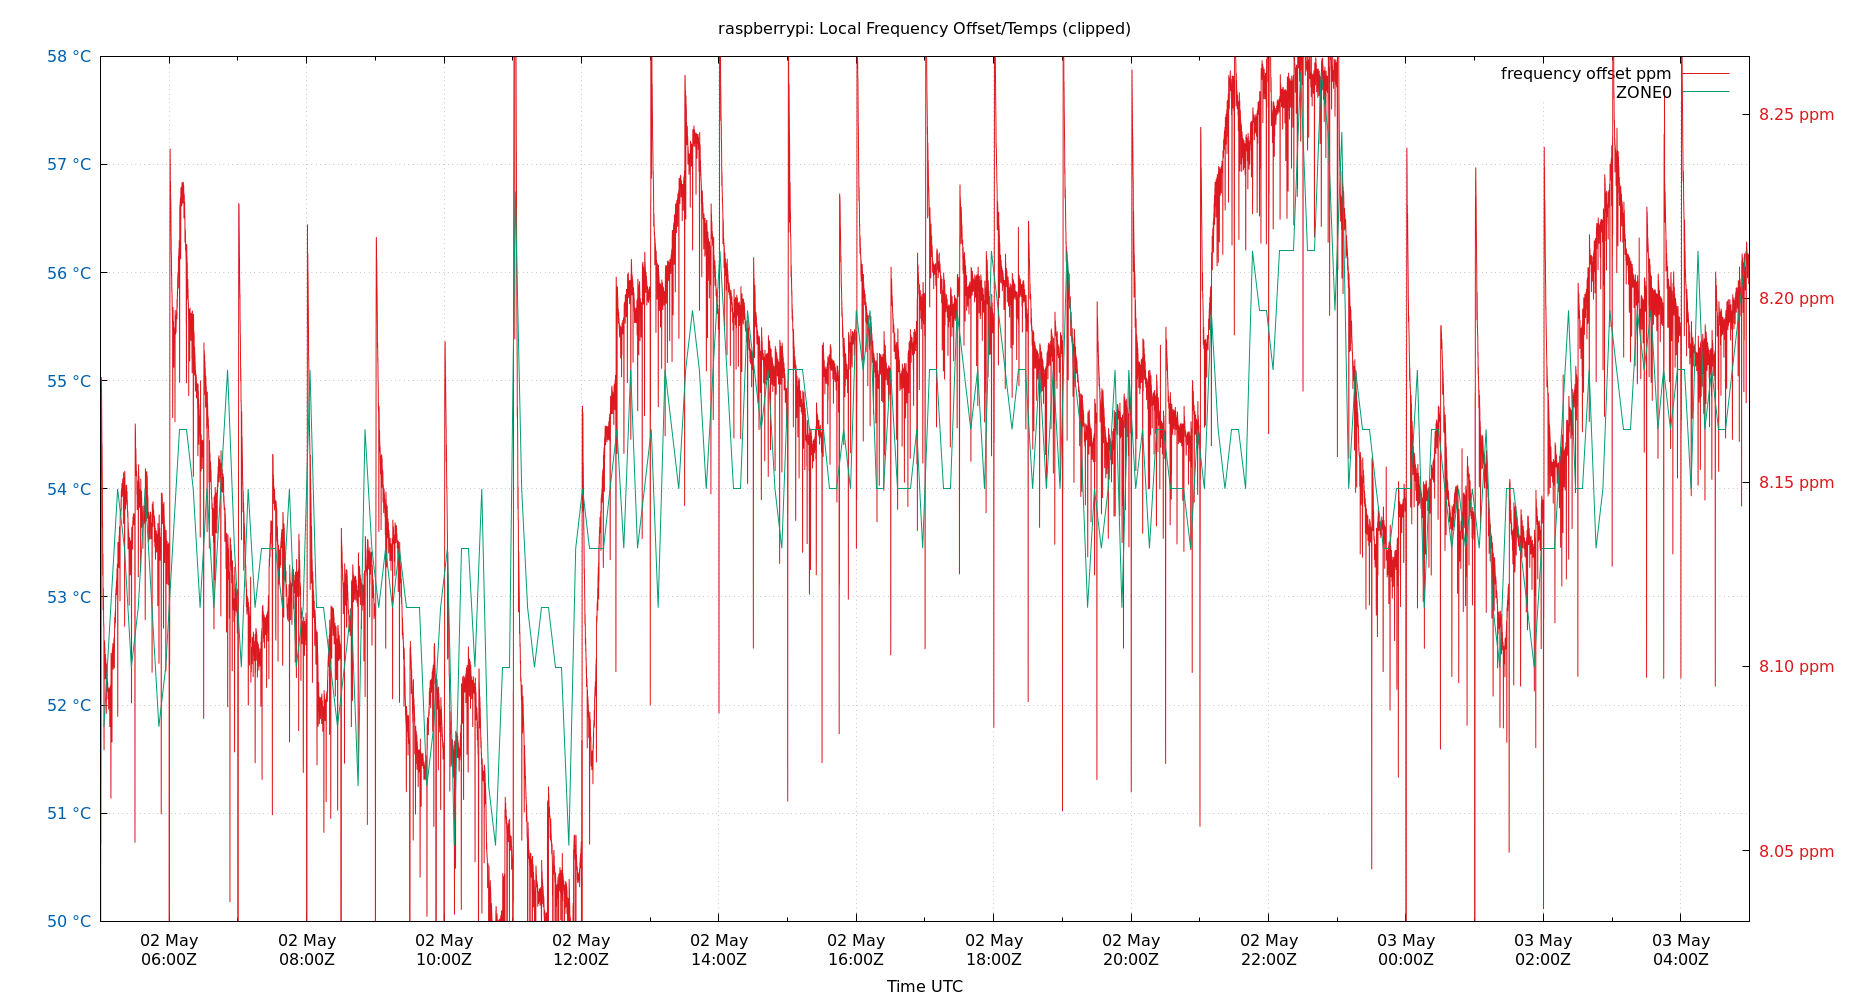 raspberrypi: Local Frequency Offset/Temps (clipped)
58 °C
57 °C
56 °C
55 °C
54 °C
53 °C
52 °C
51 °C
50 °C
frequency offset ppm
ZONE0
8.25 ppm
8.20 ppm
8.15 ppm
8.10 ppm
8.05 ppm
02 May
06:00Z
02 May
08:00Z
02 May
10:00Z
02 May
12:00Z
02 May
14:00Z
02 May
16:00Z
02 May
18:00Z
02 May
20:00Z
02 May
22:00Z
03 May
00:00Z
03 May
02:00Z
03 May
04:00Z
Time UTC